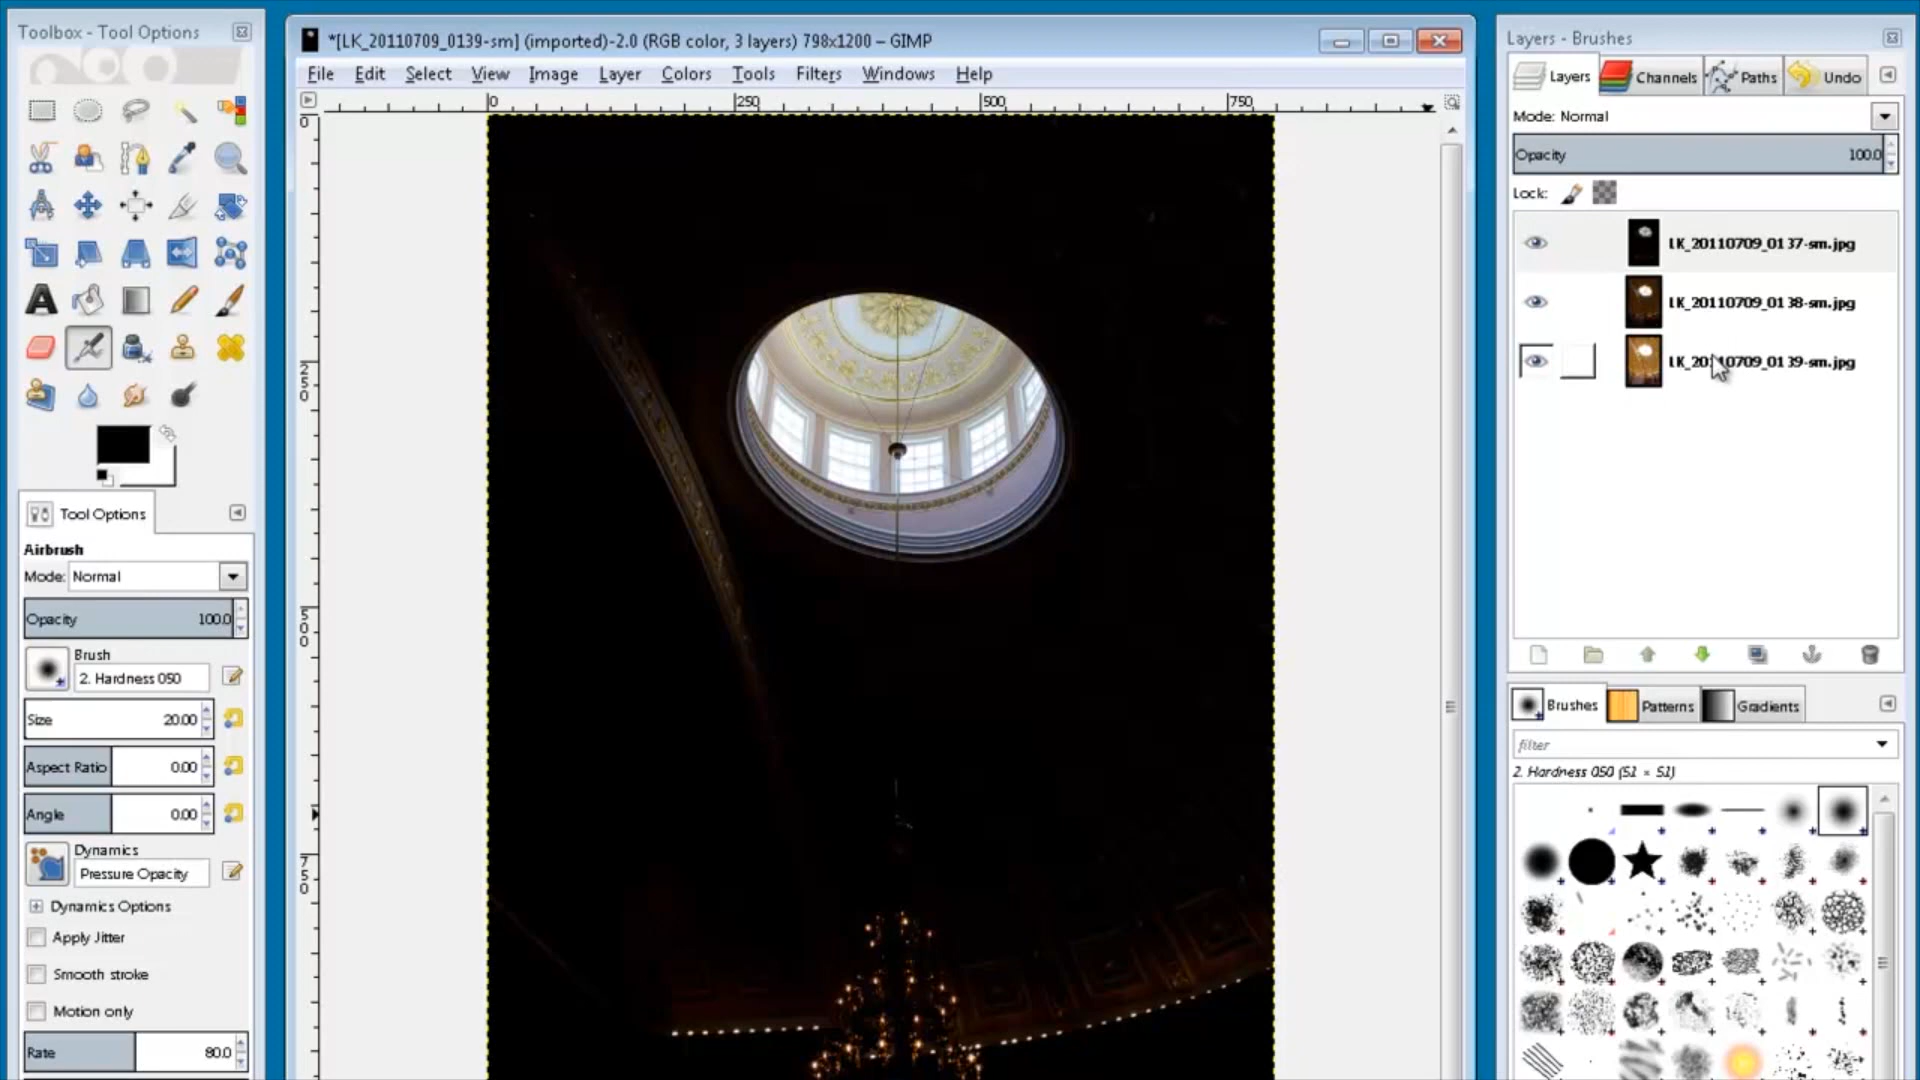 Toolbox - Tool Options
*[LK_20110709_0139-sm] (imported)-2.0 (RGB color, 3 layers) 798x1200 – GIMP
File Edit Select View Image Layer Colors Tools Filters Windows Help
0 250 500 750
0
250
500
750
Tool Options
Airbrush
Mode: Normal
Opacity 100.0
Brush
2. Hardness 050
Size 20.00
Aspect Ratio 0.00
Angle 0.00
Dynamics
Pressure Opacity
Dynamics Options
Apply Jitter
Smooth stroke
Motion only
Rate 80.0
Layers - Brushes
Layers Channels Paths Undo
Mode: Normal
Opacity 100.0
Lock:
LK_20110709_0137-sm.jpg
LK_20110709_0138-sm.jpg
LK_20110709_0139-sm.jpg
Brushes Patterns Gradients
filter
2. Hardness 050 (51 × 51)